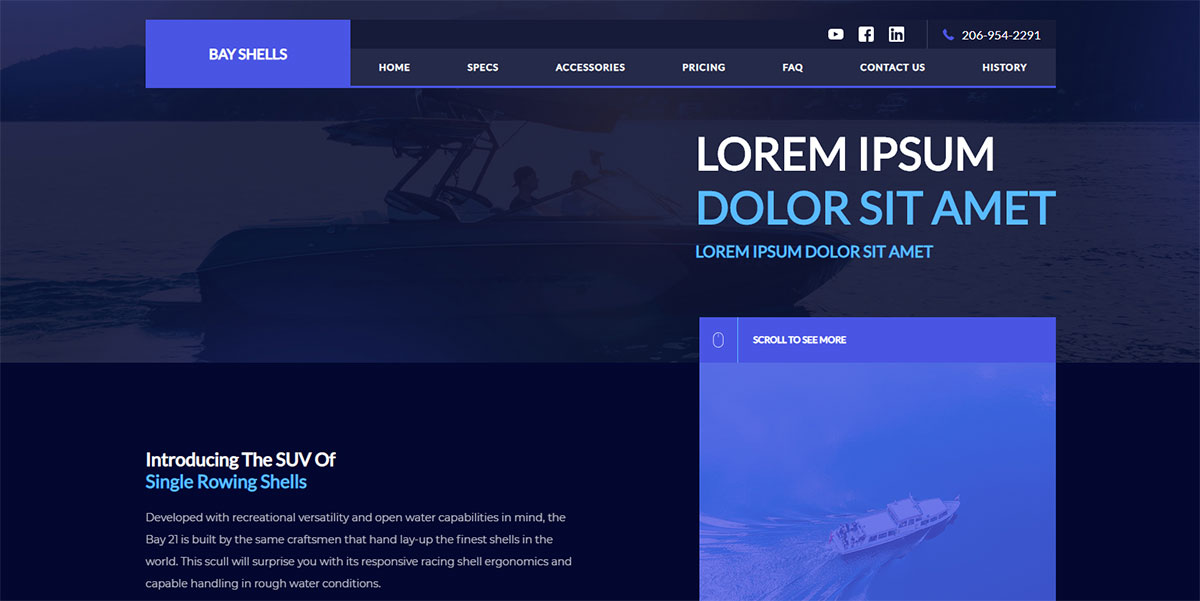 BAY SHELLS
206-954-2291
HOME SPECS ACCESSORIES PRICING FAQ CONTACT US HISTORY
LOREM IPSUM
DOLOR SIT AMET
LOREM IPSUM DOLOR SIT AMET
SCROLL TO SEE MORE
Introducing The SUV Of
Single Rowing Shells
Developed with recreational versatility and open water capabilities in mind, the
Bay 21 is built by the same craftsmen that hand lay-up the finest shells in the
world. This scull will surprise you with its responsive racing shell ergonomics and
capable handling in rough water conditions.